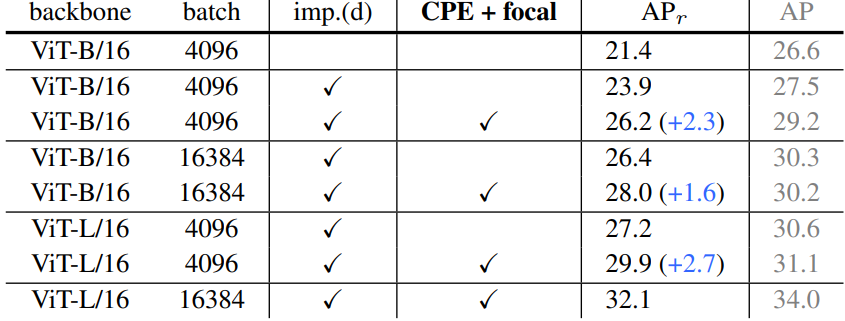 backbone batch imp.(d) CPE + focal APr AP
ViT-B/16 4096 21.4 26.6
ViT-B/16 4096 ✓ 23.9 27.5
ViT-B/16 4096 ✓ ✓ 26.2 (+2.3) 29.2
ViT-B/16 16384 ✓ 26.4 30.3
ViT-B/16 16384 ✓ ✓ 28.0 (+1.6) 30.2
ViT-L/16 4096 ✓ 27.2 30.6
ViT-L/16 4096 ✓ ✓ 29.9 (+2.7) 31.1
ViT-L/16 16384 ✓ ✓ 32.1 34.0